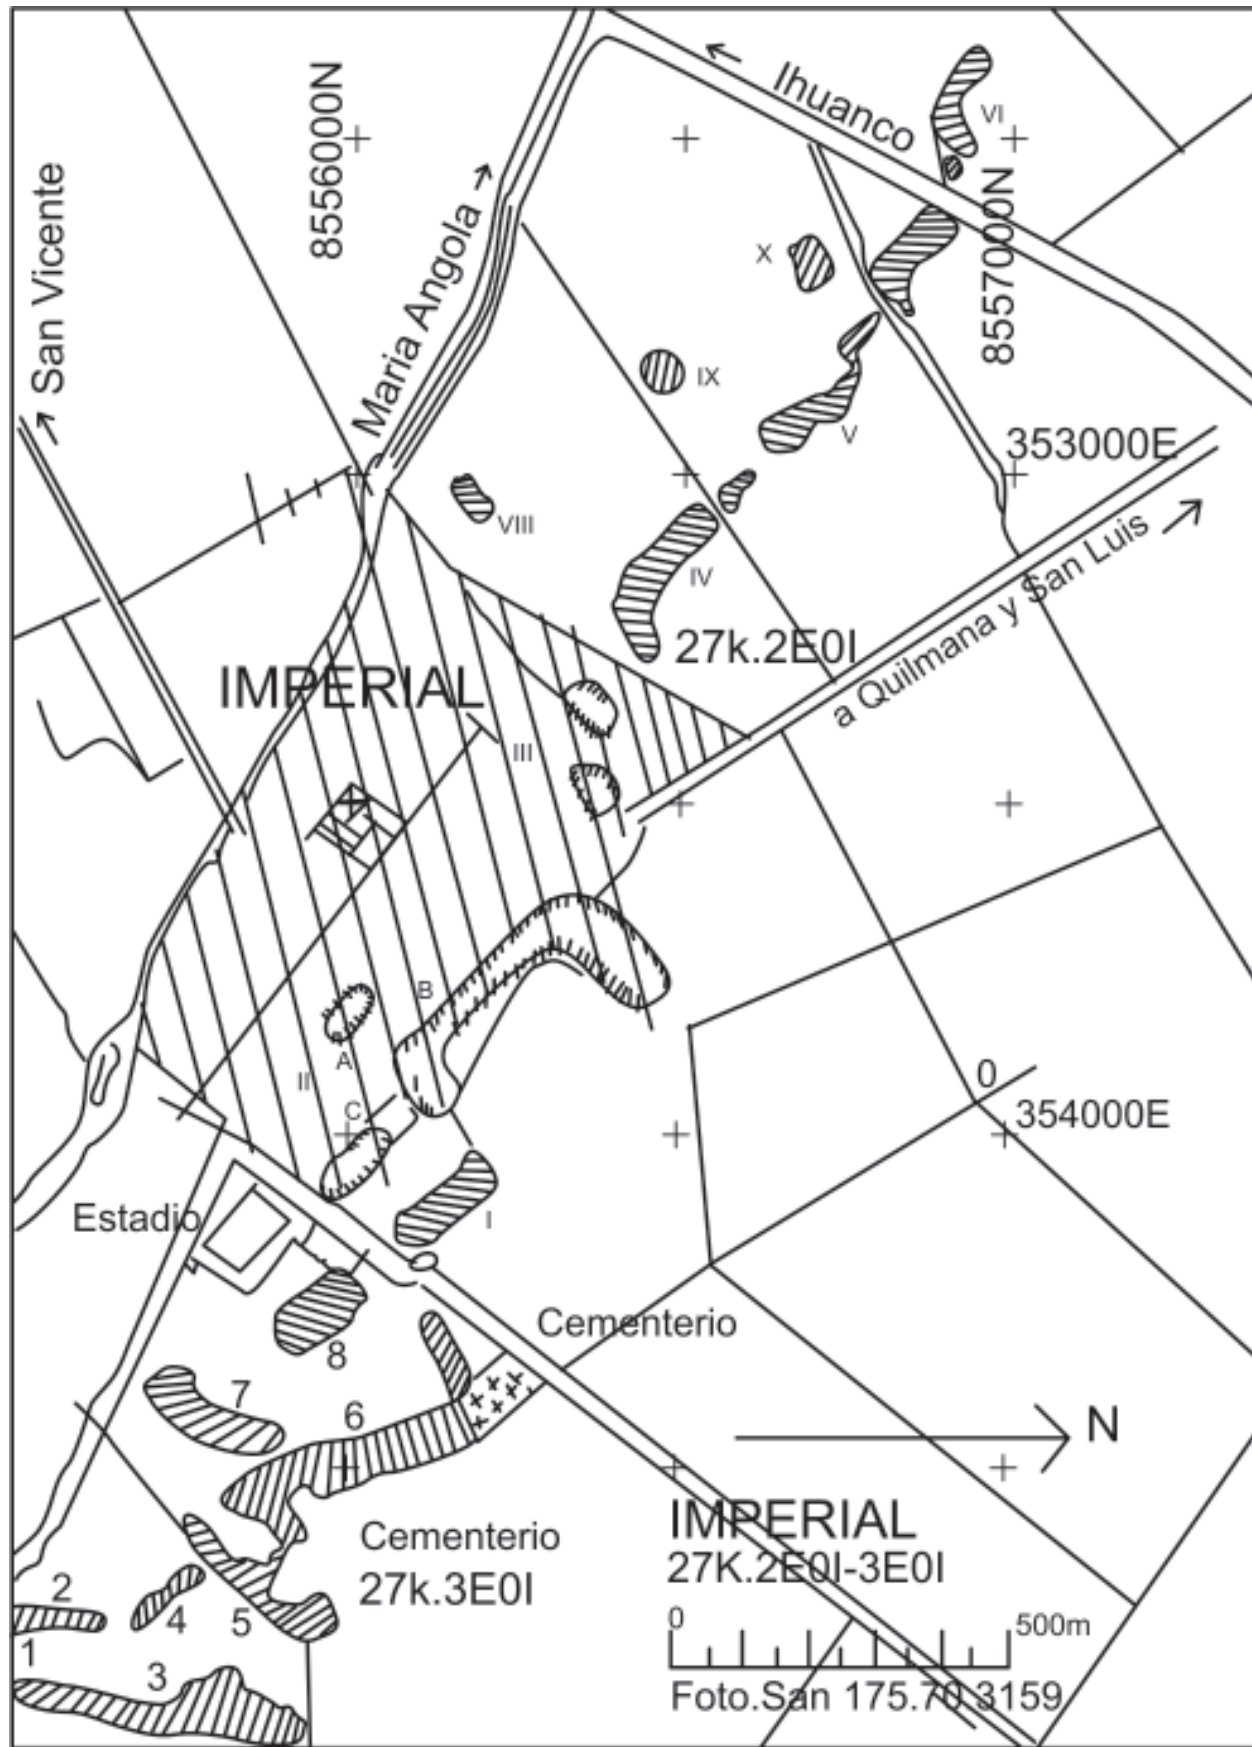 Ihuanco
VI
8556000N
San Vicente
Maria Angola
X
8557000N
IX
V
353000E
VIII
IV
a Quilmana y San Luis
27k.2E0I
IMPERIAL
III
B
A
II
C
0
354000E
Estadio
I
Cementerio
8
7
6
N
Cementerio
27k.3E0I
IMPERIAL
27K.2E0I-3E0I
2
4
5
0
500m
1
3
Foto.San 175.70 3159